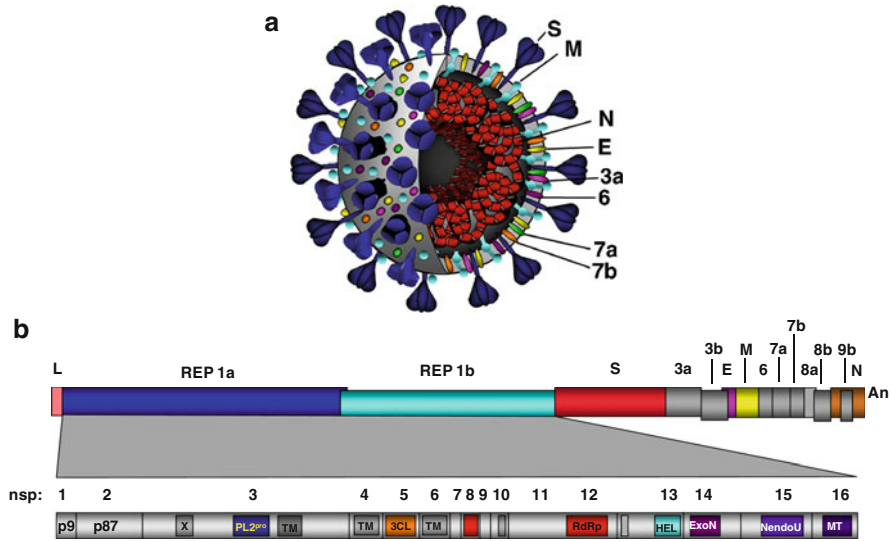 a
S
M
N
E
3a
6
7a
7b
b
7b
3b M 7a 8b 9b
L REP 1a REP 1b S 3a E 6 8a N
An
nsp: 1 2 3 4 5 6 7 8 9 10 11 12 13 14 15 16
p9 p87 X PL2pro TM TM 3CL TM RdRp HEL ExoN NendoU MT